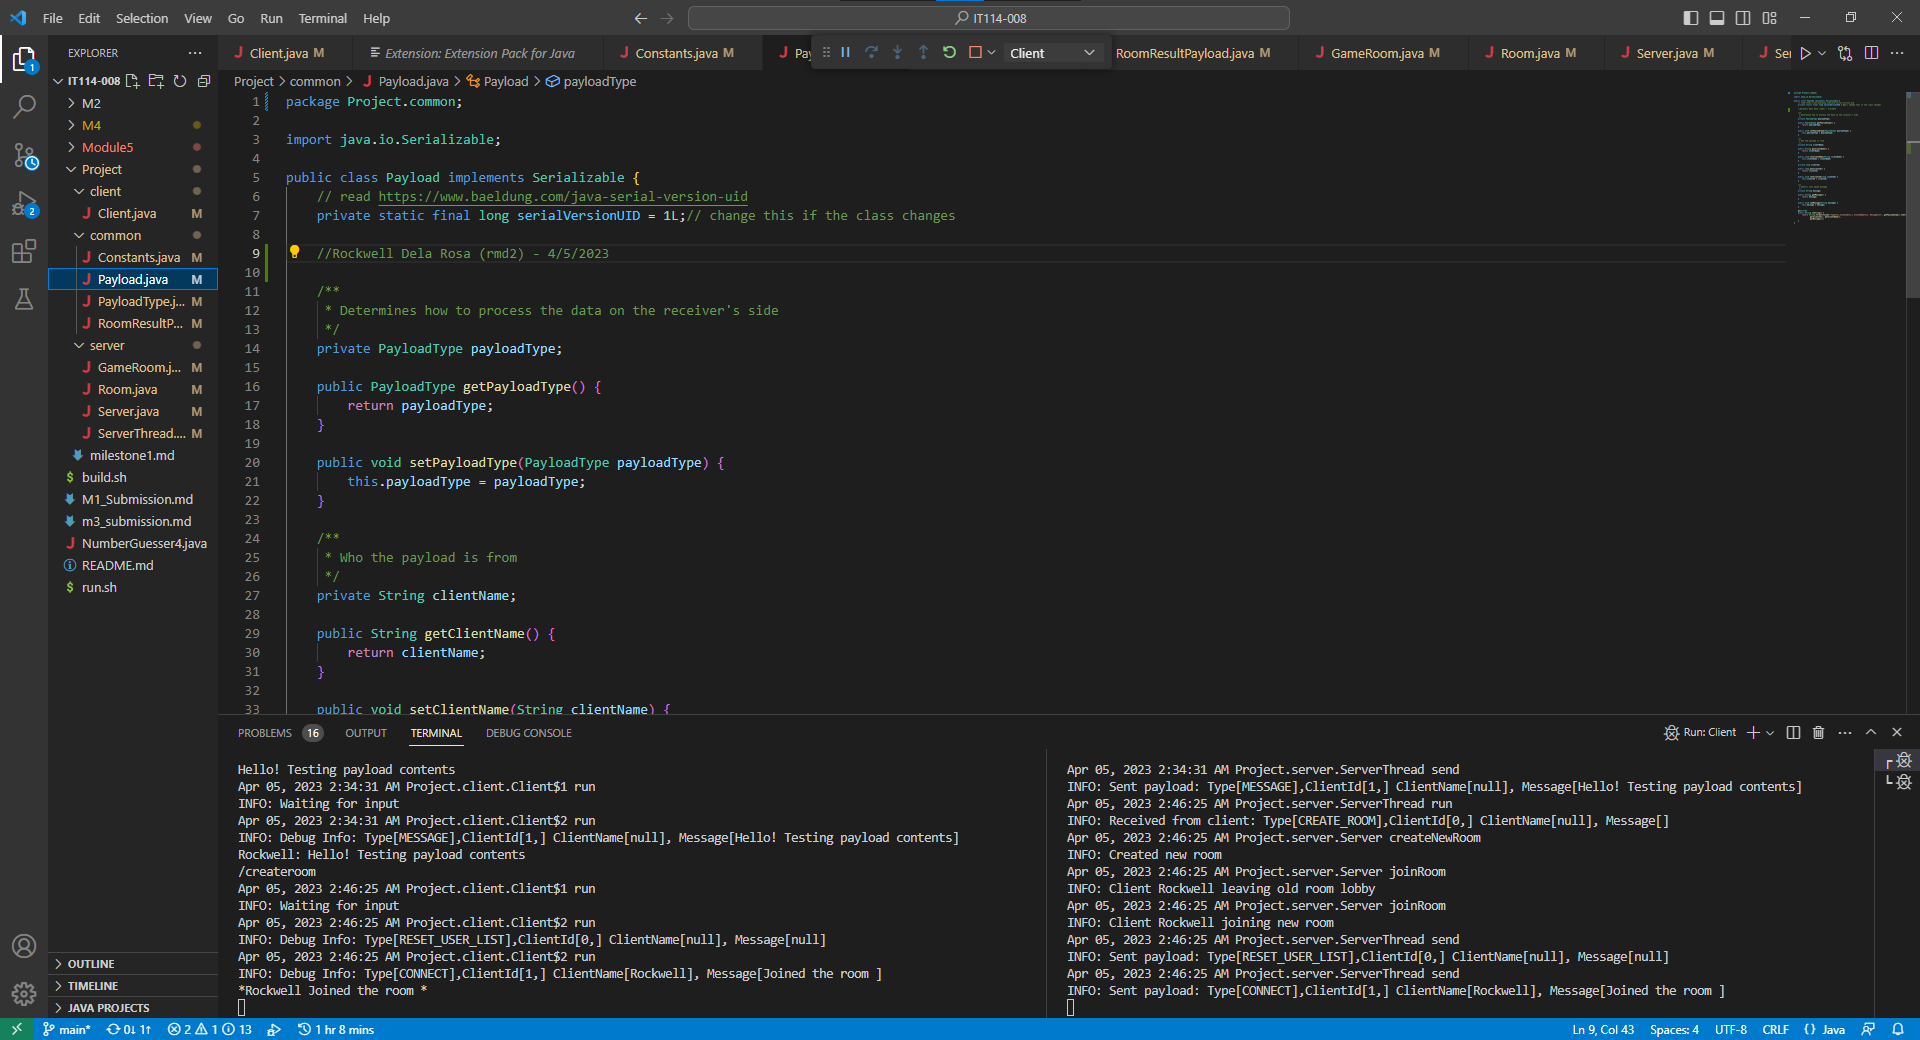 File Edit Selection View Go Run Terminal Help
IT114-008
EXPLORER
IT114-008
M2
M4
Module5
Project
client
Client.java M
common
Constants.java M
Payload.java M
PayloadType.j... M
RoomResultP... M
server
GameRoom.j... M
Room.java M
Server.java M
ServerThread.... M
milestone1.md
build.sh
M1_Submission.md
m3_submission.md
NumberGuesser4.java
README.md
run.sh
OUTLINE
TIMELINE
JAVA PROJECTS
Client.java M Extension: Extension Pack for Java Constants.java M Pay Client RoomResultPayload.java M GameRoom.java M Room.java M Server.java M Ser
Project > common > Payload.java > Payload > payloadType
1 package Project.common;
2
3 import java.io.Serializable;
4
5 public class Payload implements Serializable {
6 // read https://www.baeldung.com/java-serial-version-uid
7 private static final long serialVersionUID = 1L;// change this if the class changes
8
9 //Rockwell Dela Rosa (rmd2) - 4/5/2023
10
11 /**
12 * Determines how to process the data on the receiver's side
13 */
14 private PayloadType payloadType;
15
16 public PayloadType getPayloadType() {
17 return payloadType;
18 }
19
20 public void setPayloadType(PayloadType payloadType) {
21 this.payloadType = payloadType;
22 }
23
24 /**
25 * Who the payload is from
26 */
27 private String clientName;
28
29 public String getClientName() {
30 return clientName;
31 }
32
33 public void setClientName(String clientName) {
PROBLEMS 16 OUTPUT TERMINAL DEBUG CONSOLE
Run: Client
Hello! Testing payload contents
Apr 05, 2023 2:34:31 AM Project.client.Client$1 run
INFO: Waiting for input
Apr 05, 2023 2:34:31 AM Project.client.Client$2 run
INFO: Debug Info: Type[MESSAGE],ClientId[1,] ClientName[null], Message[Hello! Testing payload contents]
Rockwell: Hello! Testing payload contents
/createroom
Apr 05, 2023 2:46:25 AM Project.client.Client$1 run
INFO: Waiting for input
Apr 05, 2023 2:46:25 AM Project.client.Client$2 run
INFO: Debug Info: Type[RESET_USER_LIST],ClientId[0,] ClientName[null], Message[null]
Apr 05, 2023 2:46:25 AM Project.client.Client$2 run
INFO: Debug Info: Type[CONNECT],ClientId[1,] ClientName[Rockwell], Message[Joined the room ]
*Rockwell Joined the room *
Apr 05, 2023 2:34:31 AM Project.server.ServerThread send
INFO: Sent payload: Type[MESSAGE],ClientId[1,] ClientName[null], Message[Hello! Testing payload contents]
Apr 05, 2023 2:46:25 AM Project.server.ServerThread run
INFO: Received from client: Type[CREATE_ROOM],ClientId[0,] ClientName[null], Message[]
Apr 05, 2023 2:46:25 AM Project.server.Server createNewRoom
INFO: Created new room
Apr 05, 2023 2:46:25 AM Project.server.Server joinRoom
INFO: Client Rockwell leaving old room lobby
Apr 05, 2023 2:46:25 AM Project.server.Server joinRoom
INFO: Client Rockwell joining new room
Apr 05, 2023 2:46:25 AM Project.server.ServerThread send
INFO: Sent payload: Type[RESET_USER_LIST],ClientId[0,] ClientName[null], Message[null]
Apr 05, 2023 2:46:25 AM Project.server.ServerThread send
INFO: Sent payload: Type[CONNECT],ClientId[1,] ClientName[Rockwell], Message[Joined the room ]
main* 0↓ 1↑ 2 1 13 1 hr 8 mins Ln 9, Col 43 Spaces: 4 UTF-8 CRLF {} Java